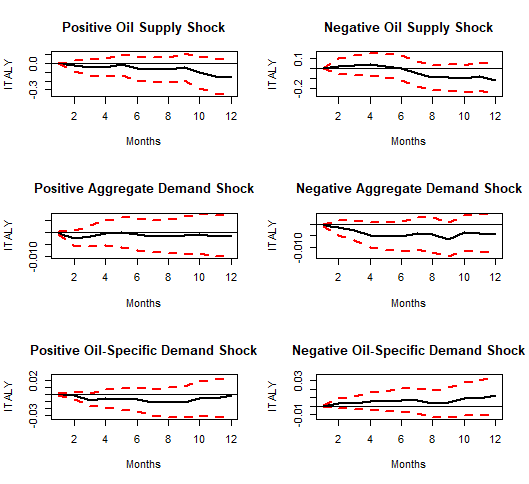 Positive Oil Supply Shock
Negative Oil Supply Shock
ITALY
0.0
-0.3
2 4 6 8 10 12
Months
ITALY
0.1
-0.2
2 4 6 8 10 12
Months
Positive Aggregate Demand Shock
Negative Aggregate Demand Shock
ITALY
-0.010
2 4 6 8 10 12
Months
ITALY
-0.010
2 4 6 8 10 12
Months
Positive Oil-Specific Demand Shock
Negative Oil-Specific Demand Shock
ITALY
0.02
-0.03
2 4 6 8 10 12
Months
ITALY
0.03
-0.01
2 4 6 8 10 12
Months